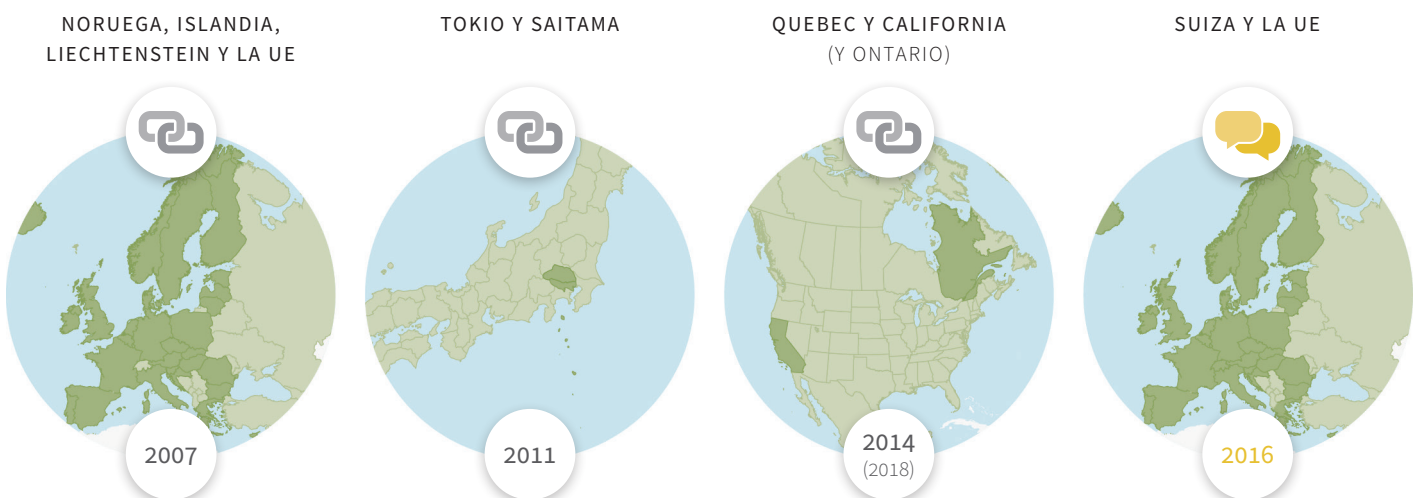 NORUEGA, ISLANDIA,
LIECHTENSTEIN Y LA UE
2007
TOKIO Y SAITAMA
2011
QUEBEC Y CALIFORNIA
(Y ONTARIO)
2014
(2018)
SUIZA Y LA UE
2016